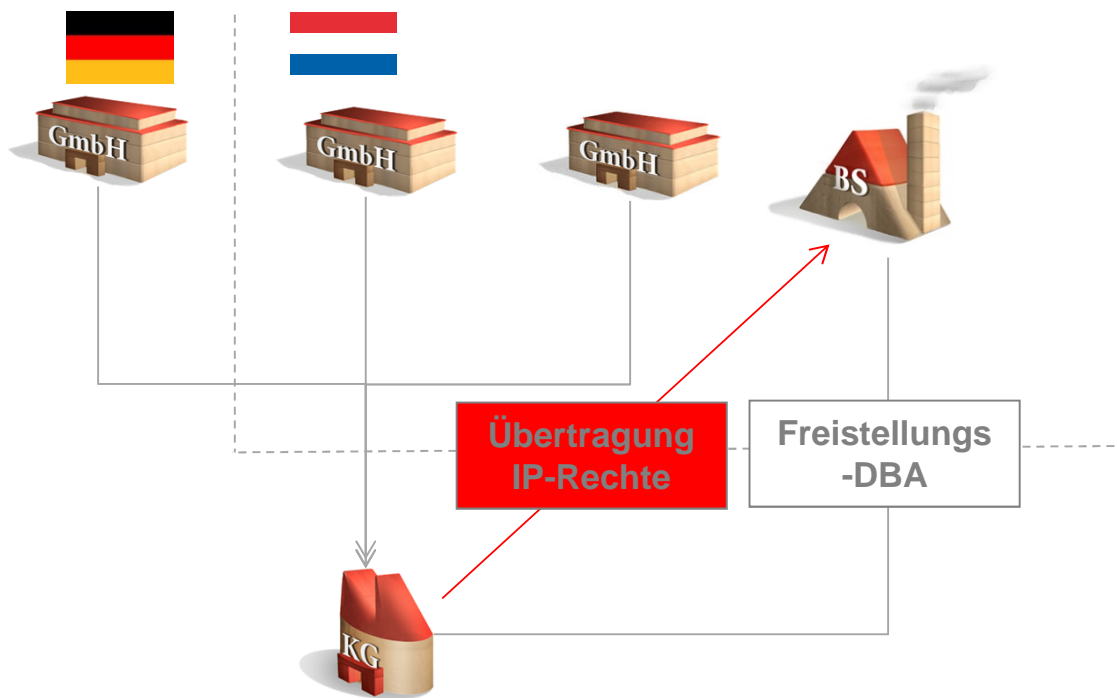 GmbH
GmbH
GmbH
BS
Übertragung
IP-Rechte
Freistellungs
-DBA
KG